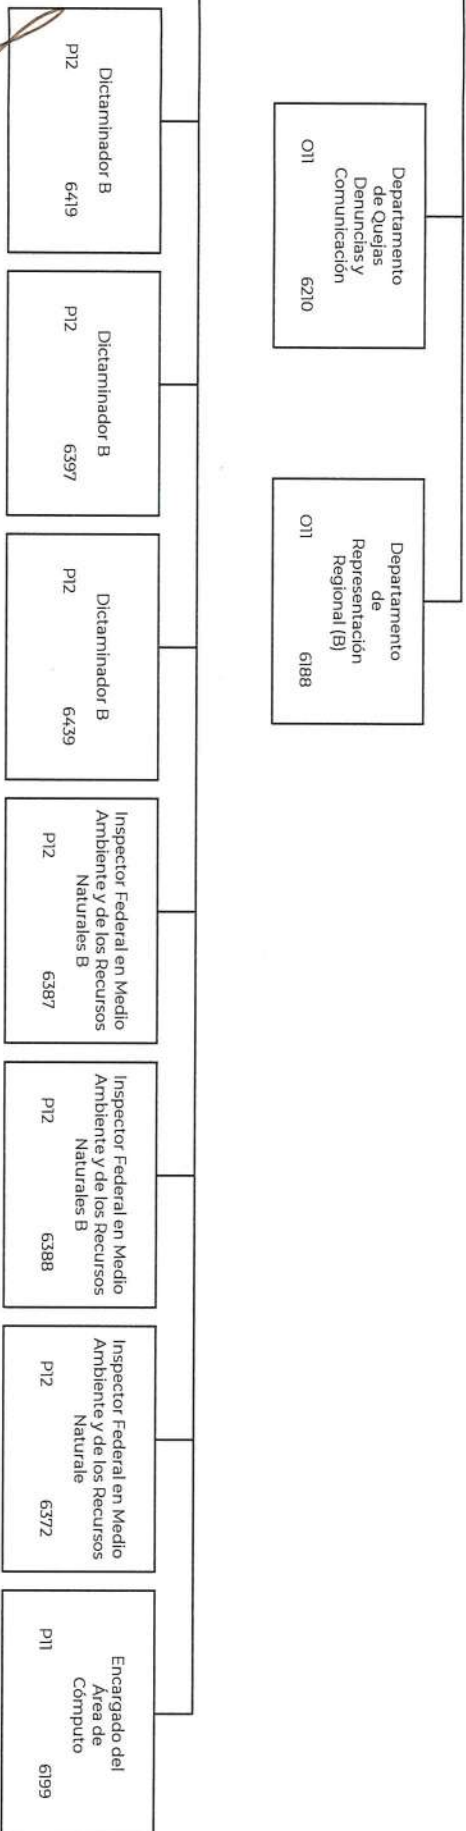 Departamento
de Quejas
Denuncias y
Comunicación
O11 6210
Departamento
de
Representación
Regional (B)
O11 6188
Dictaminador B
P12 6419
Dictaminador B
P12 6397
Dictaminador B
P12 6439
Inspector Federal en Medio
Ambiente y de los Recursos
Naturales B
P12 6387
Inspector Federal en Medio
Ambiente y de los Recursos
Naturales B
P12 6388
Inspector Federal en Medio
Ambiente y de los Recursos
Naturale
P12 6372
Encargado del
Área de
Cómputo
P11 6199